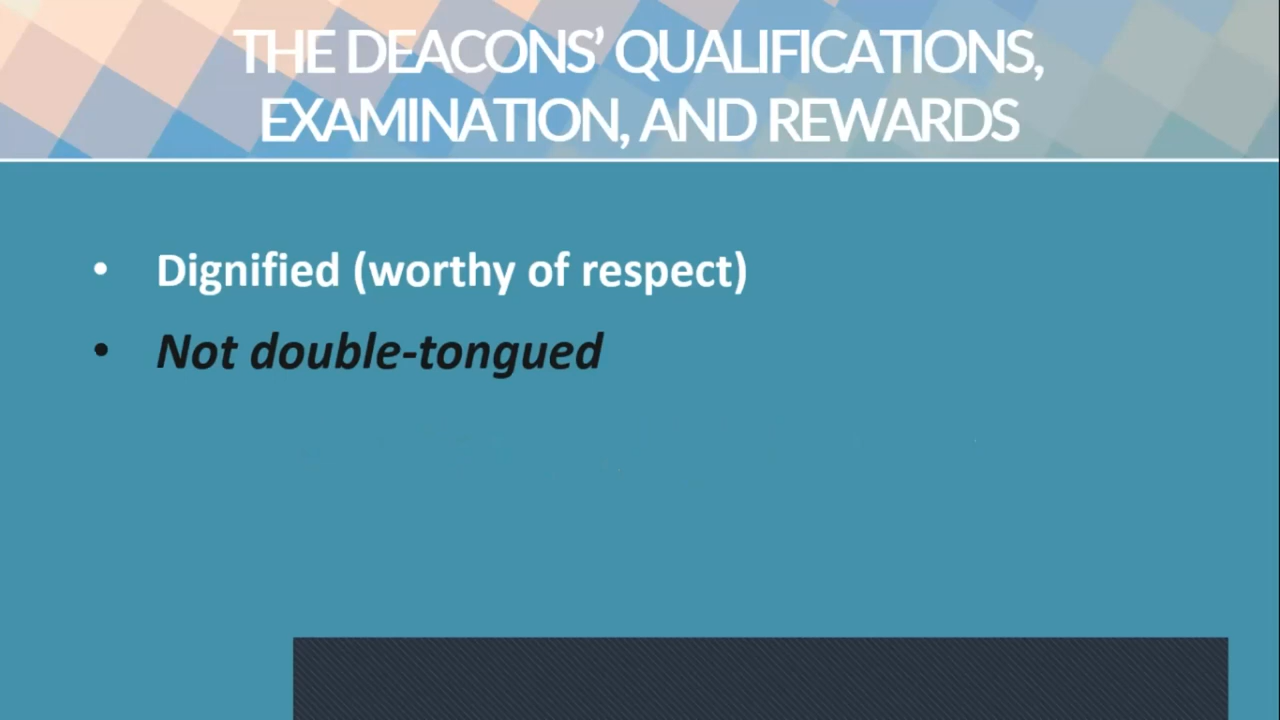 THE DEACONS’ QUALIFICATIONS,
EXAMINATION, AND REWARDS
• Dignified (worthy of respect)
• Not double-tongued